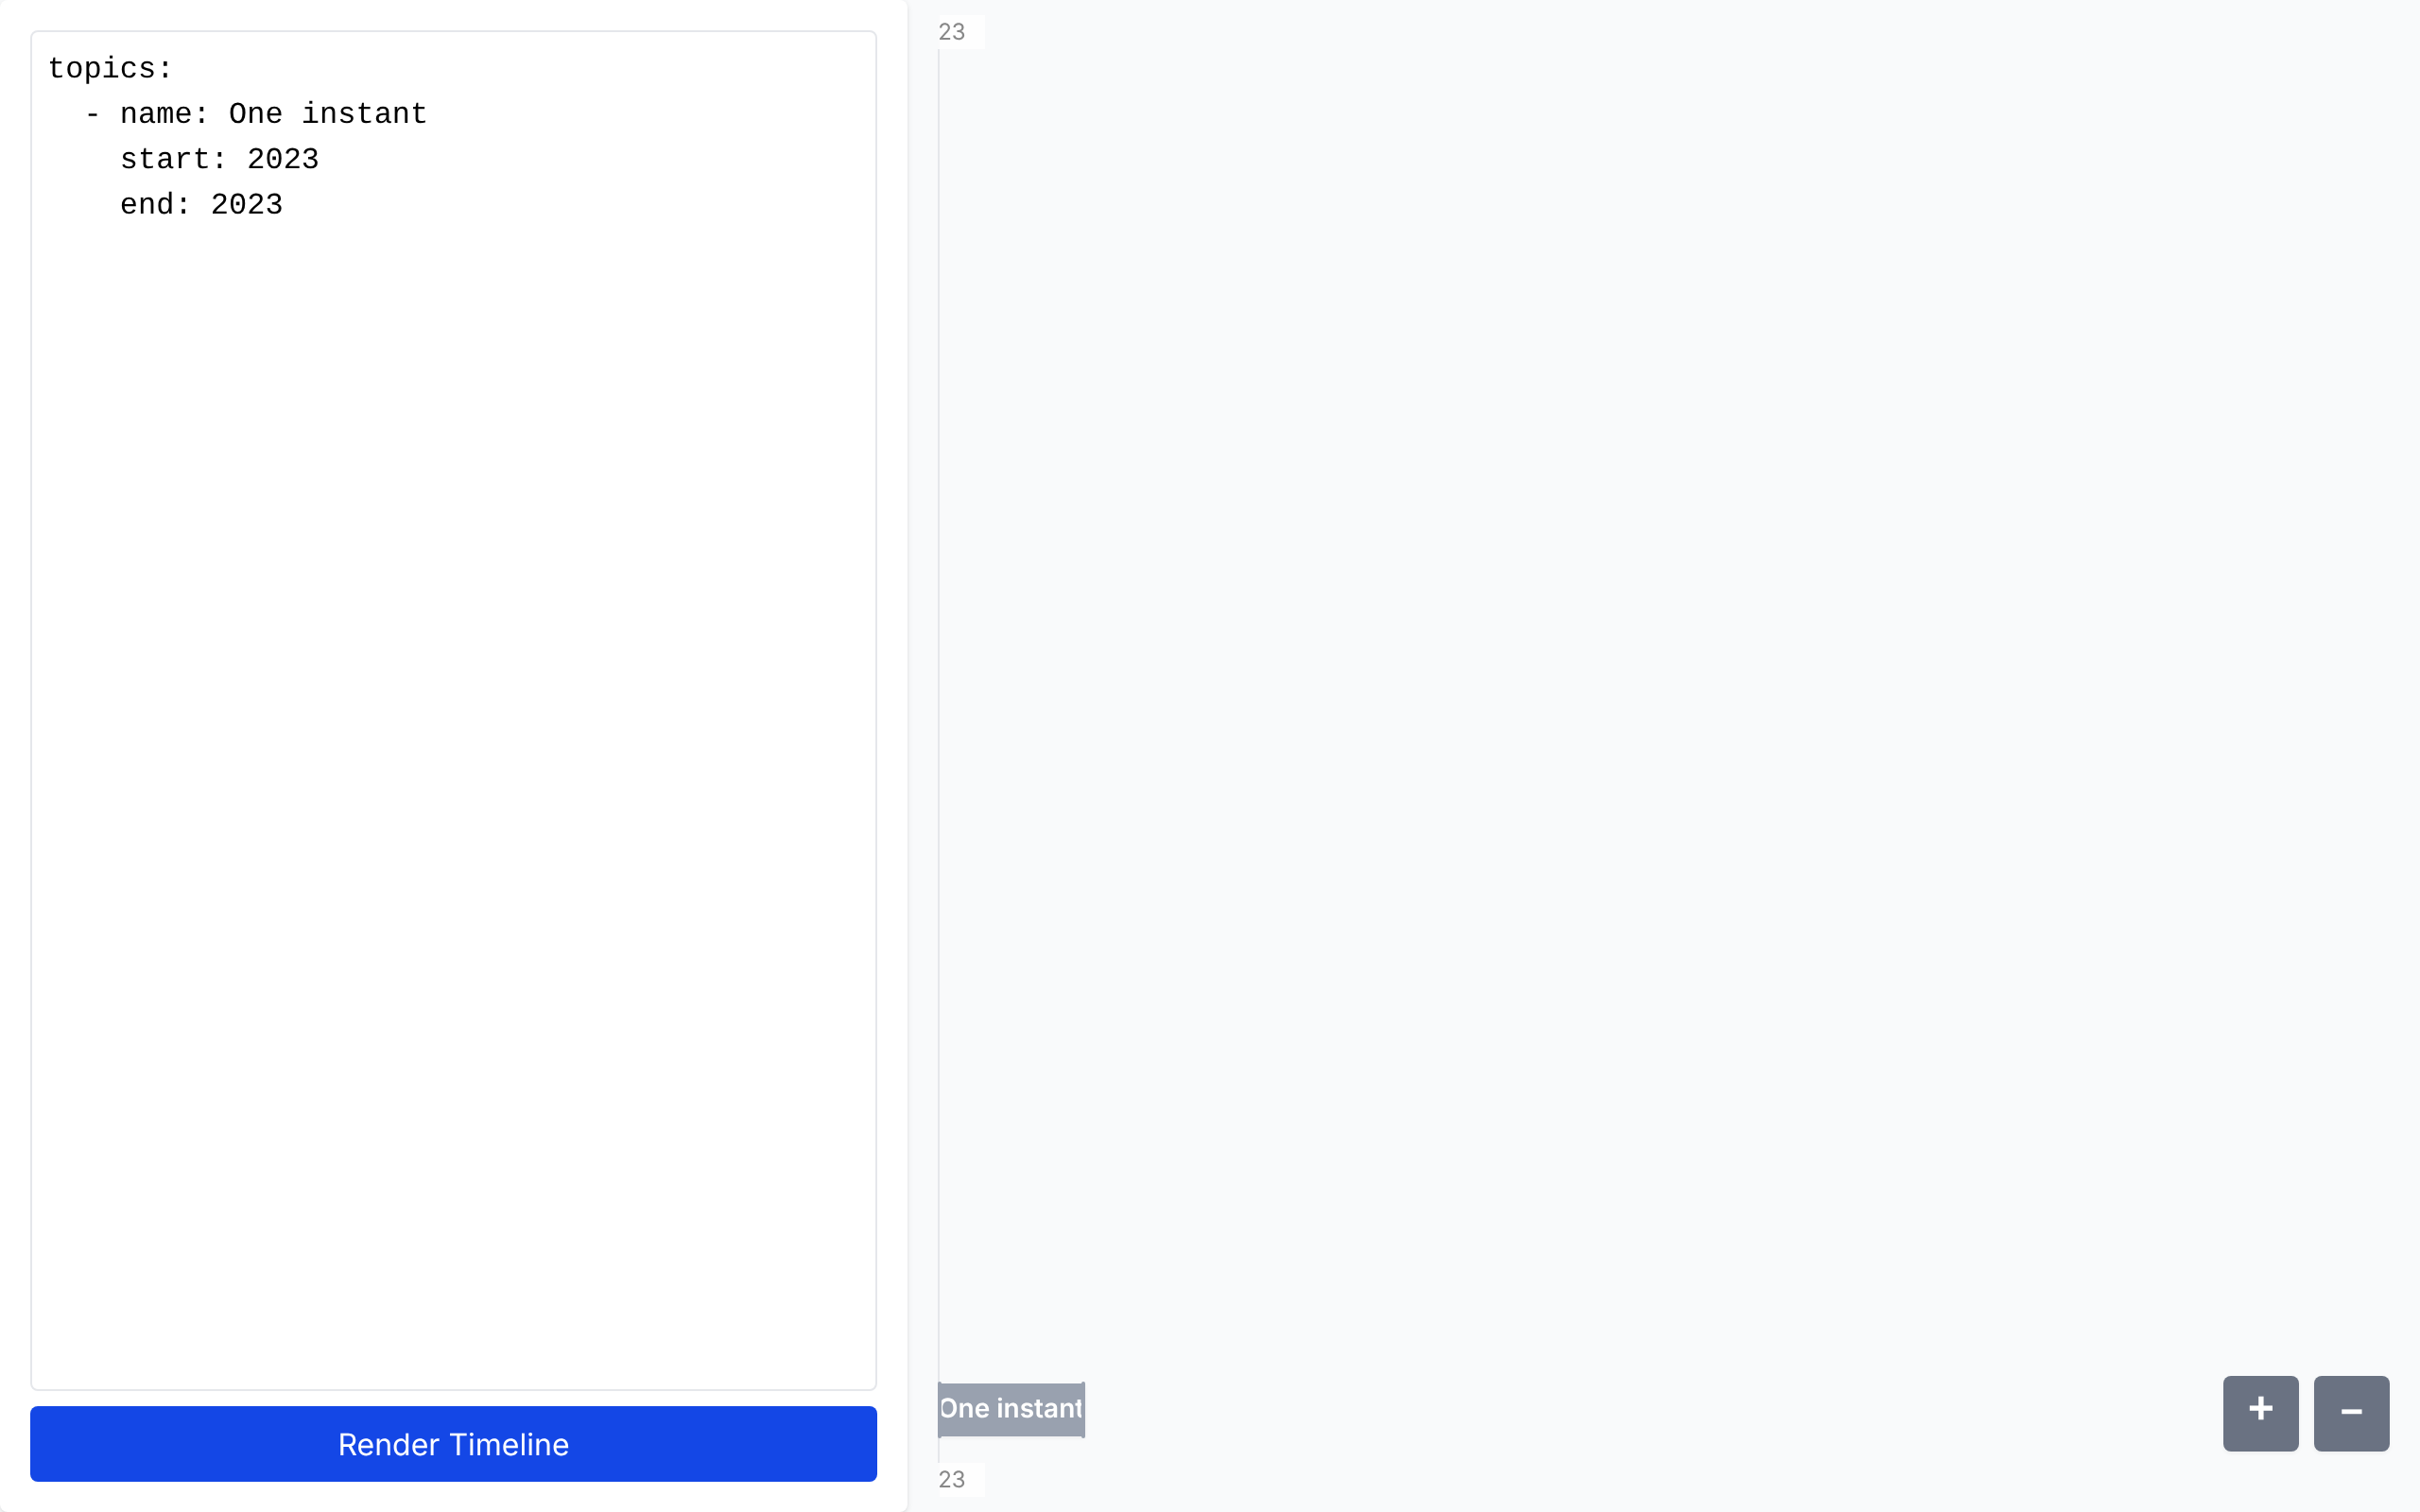 topics:
  - name: One instant
    start: 2023
    end: 2023
Render Timeline
23
One instant
23
+ −